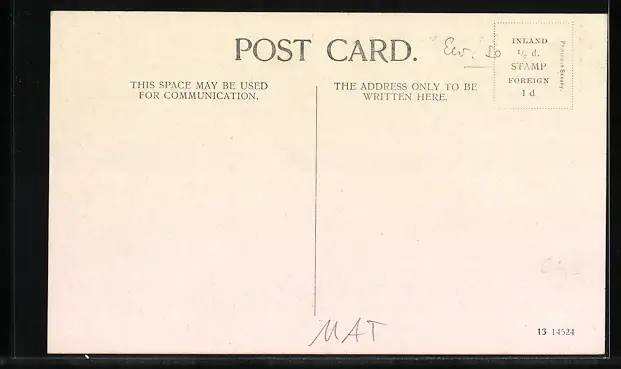 POST CARD.
50
INLAND
½ d.
STAMP
FOREIGN
1 d
THIS SPACE MAY BE USED
FOR COMMUNICATION.
THE ADDRESS ONLY TO BE
WRITTEN HERE.
MAT
13 14524